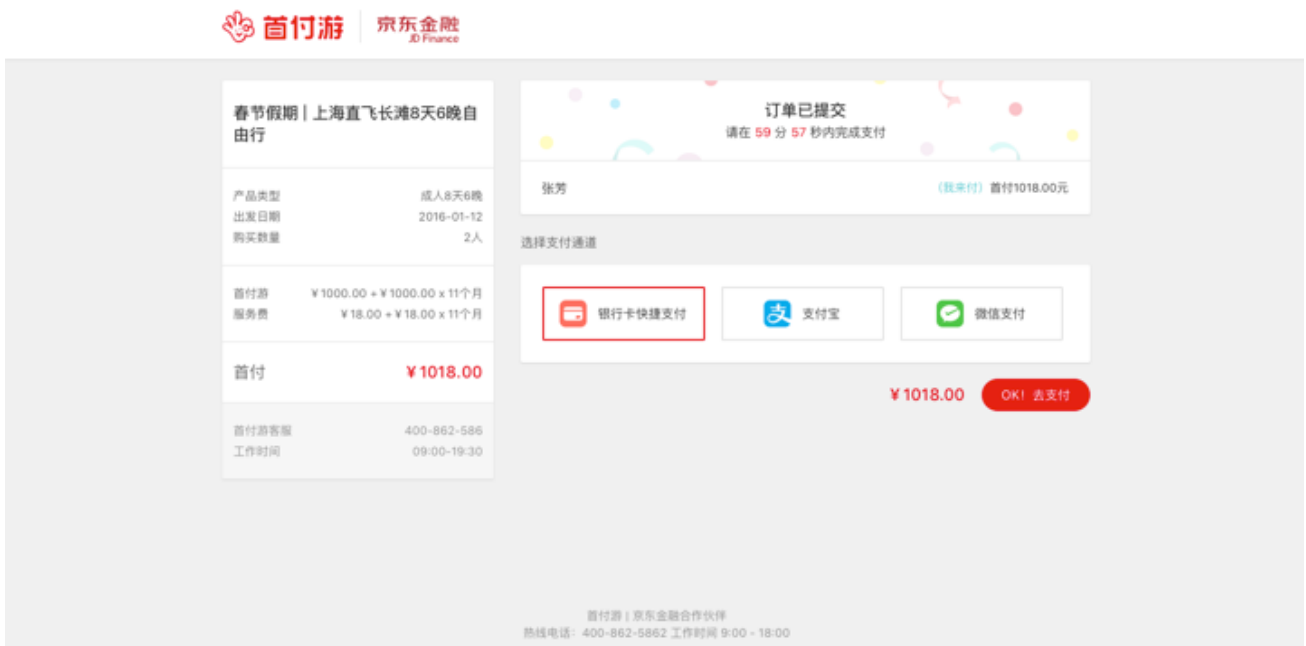 首付游 京东金融
JD Finance
春节假期 | 上海直飞长滩8天6晚自
由行
产品类型 成人8天6晚
出发日期 2016-01-12
购买数量 2人
首付游 ¥1000.00 + ¥1000.00 x 11个月
服务费 ¥18.00 + ¥18.00 x 11个月
首付 ¥1018.00
首付游客服 400-862-586
工作时间 09:00-19:30
订单已提交
请在 59 分 57 秒内完成支付
张芳 (我来付) 首付1018.00元
选择支付通道
银行卡快捷支付 支付宝 微信支付
¥1018.00 OK! 去支付
首付游 | 京东金融合作伙伴
热线电话: 400-862-5862 工作时间 9:00 - 18:00